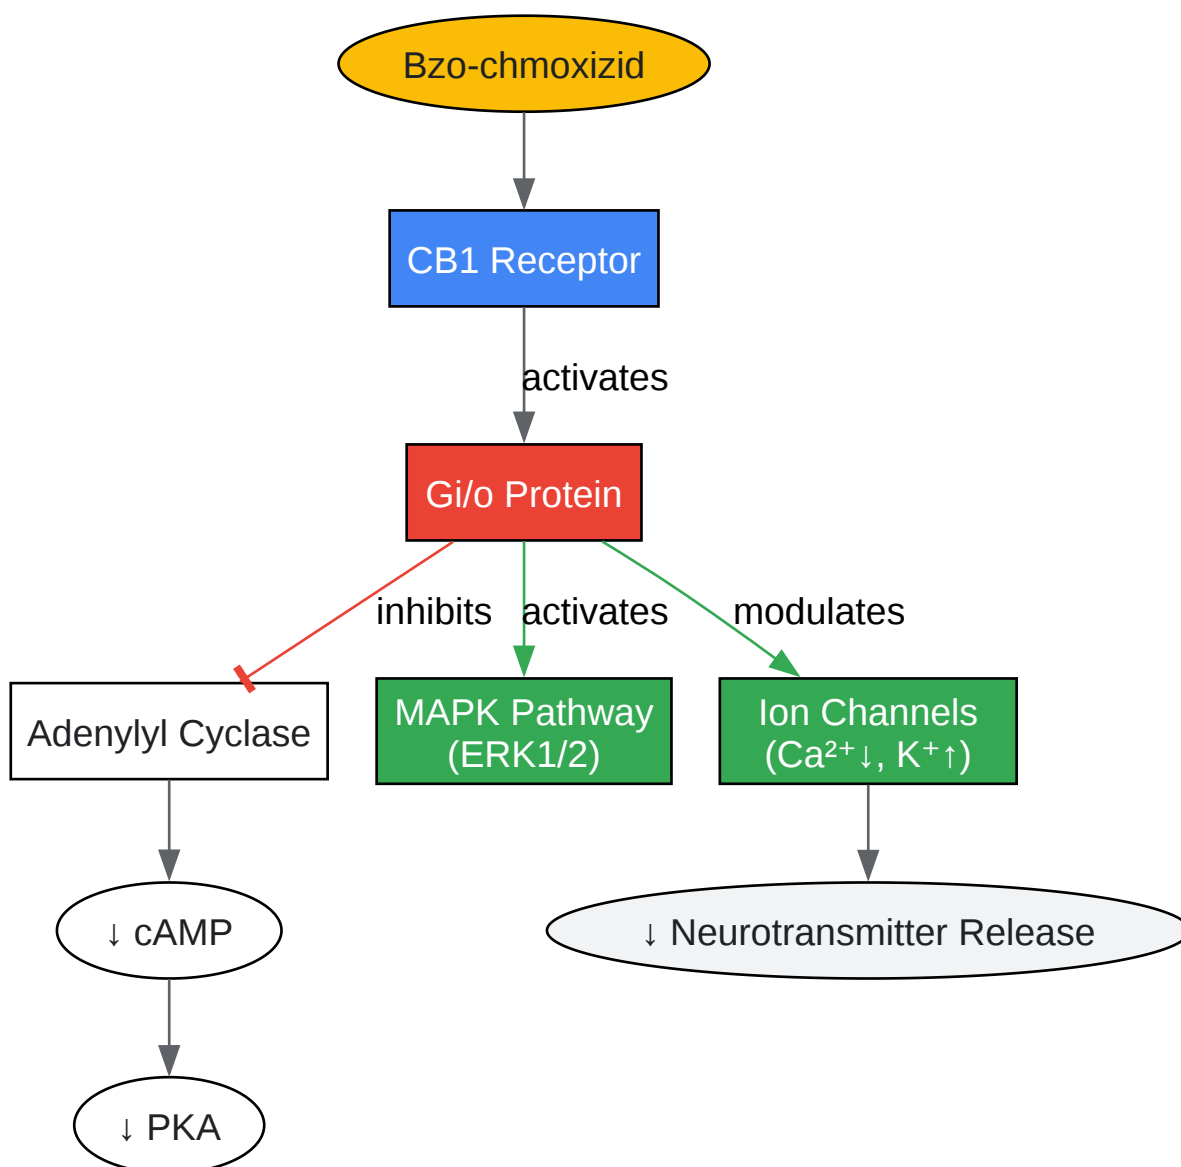 Bzo-chmoxizid
CB1 Receptor
activates
Gi/o Protein
inhibits
activates
modulates
Adenylyl Cyclase
MAPK Pathway
(ERK1/2)
Ion Channels
(Ca²⁺↓, K⁺↑)
↓ cAMP
↓ Neurotransmitter Release
↓ PKA